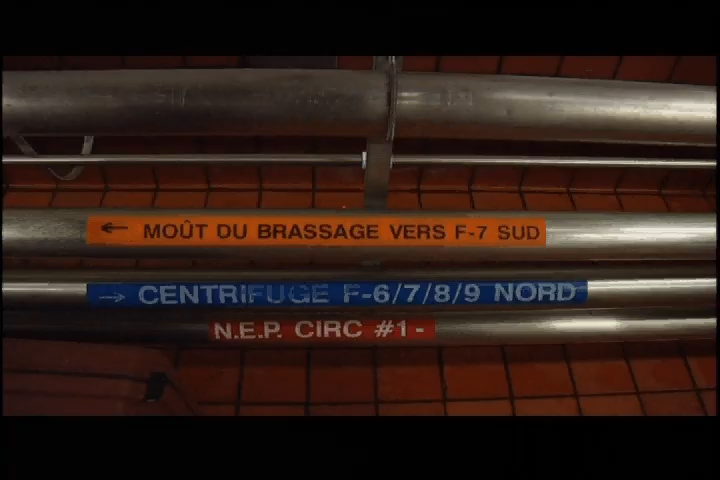 ← MOÛT DU BRASSAGE VERS F-7 SUD
→ CENTRIFUGE F-6/7/8/9 NORD
N.E.P. CIRC #1-